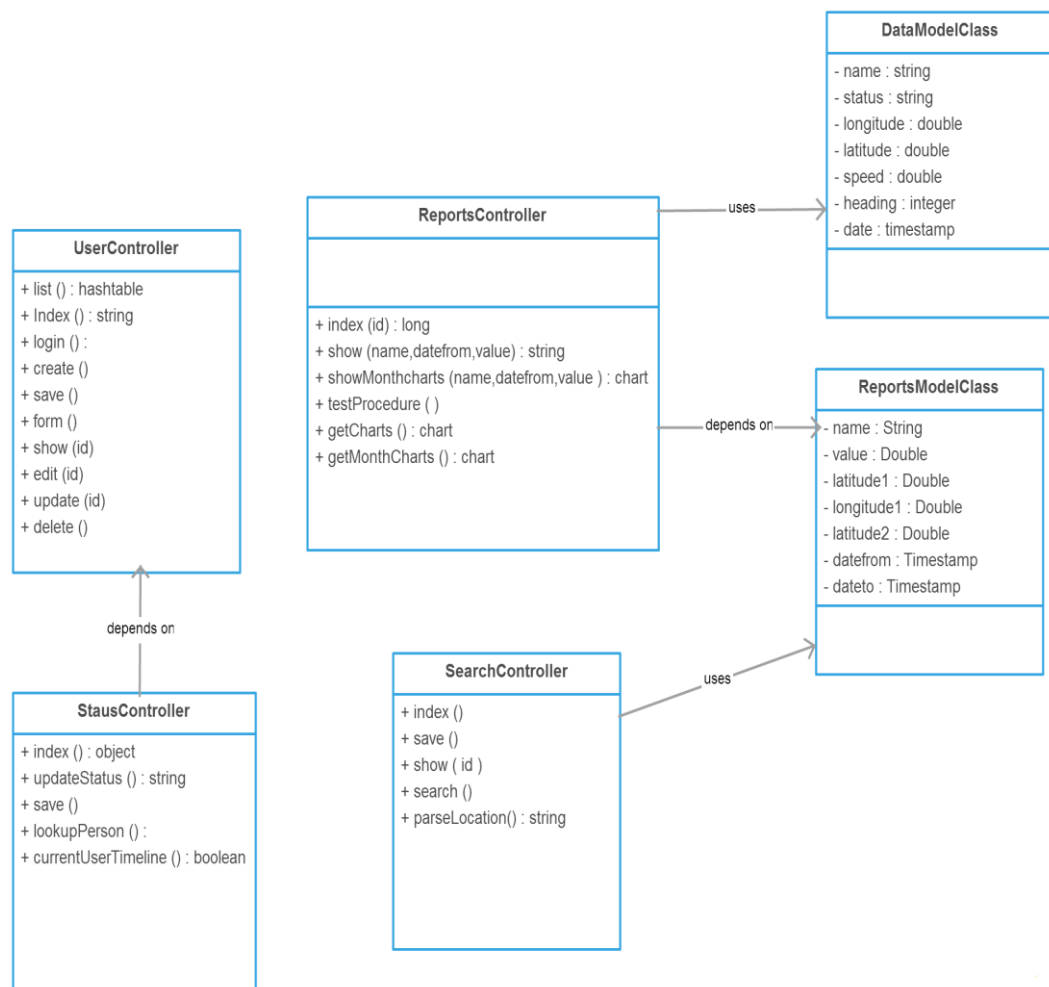 DataModelClass
- name : string
- status : string
- longitude : double
- latitude : double
- speed : double
- heading : integer
- date : timestamp
uses
ReportsController
+ index (id) : long
+ show (name,datefrom,value) : string
+ showMonthcharts (name,datefrom,value ) : chart
+ testProcedure ( )
+ getCharts () : chart
+ getMonthCharts () : chart
UserController
+ list () : hashtable
+ Index () : string
+ login () :
+ create ()
+ save ()
+ form ()
+ show (id)
+ edit (id)
+ update (id)
+ delete ()
depends on
ReportsModelClass
- name : String
- value : Double
- latitude1 : Double
- longitude1 : Double
- latitude2 : Double
- datefrom : Timestamp
- dateto : Timestamp
depends on
StausController
+ index () : object
+ updateStatus () : string
+ save ()
+ lookupPerson () :
+ currentUserTimeline () : boolean
SearchController
+ index ()
+ save ()
+ show ( id )
+ search ()
+ parseLocation() : string
uses